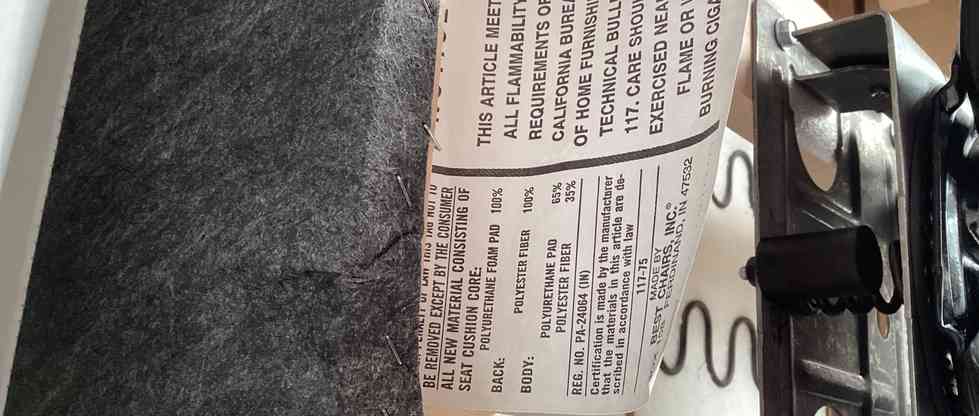 BE REMOVED EXCEPT BY THE CONSUMER
ALL NEW MATERIAL CONSISTING OF
SEAT CUSHION CORE:
POLYURETHANE FOAM PAD 100%
BACK:
POLYESTER FIBER 100%
BODY:
POLYURETHANE PAD 65%
POLYESTER FIBER 35%
REG. NO. PA-24064 (IN)
Certification is made by the manufacturer
that the materials in this article are de-
scribed in accordance with law
117-75
MADE BY
BEST CHAIRS, INC.®
FERDINAND, IN 47532
THIS ARTICLE MEET
ALL FLAMMABILITY
REQUIREMENTS OF
CALIFORNIA BUREA
OF HOME FURNISHI
TECHNICAL BULL
117. CARE SHOU
EXERCISED NEA
FLAME OR
BURNING CIGA